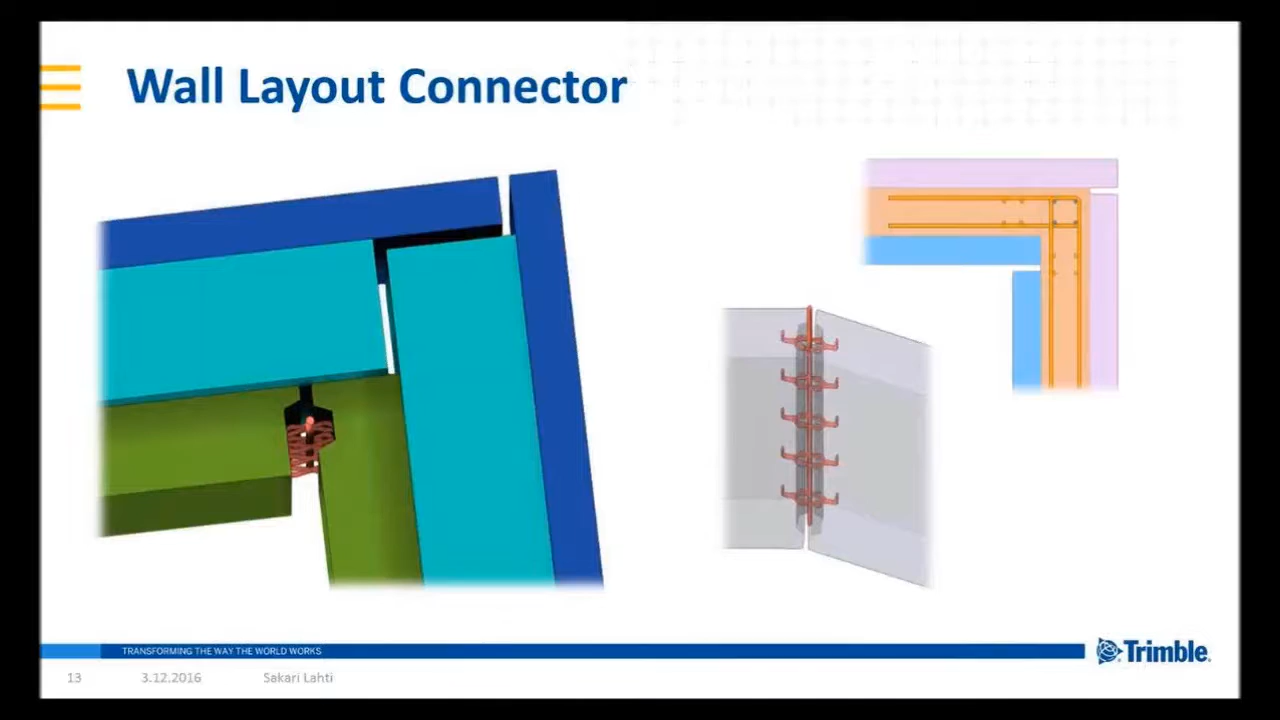 Wall Layout Connector
TRANSFORMING THE WAY THE WORLD WORKS
Trimble.
13 3.12.2016 Sakari Lahti